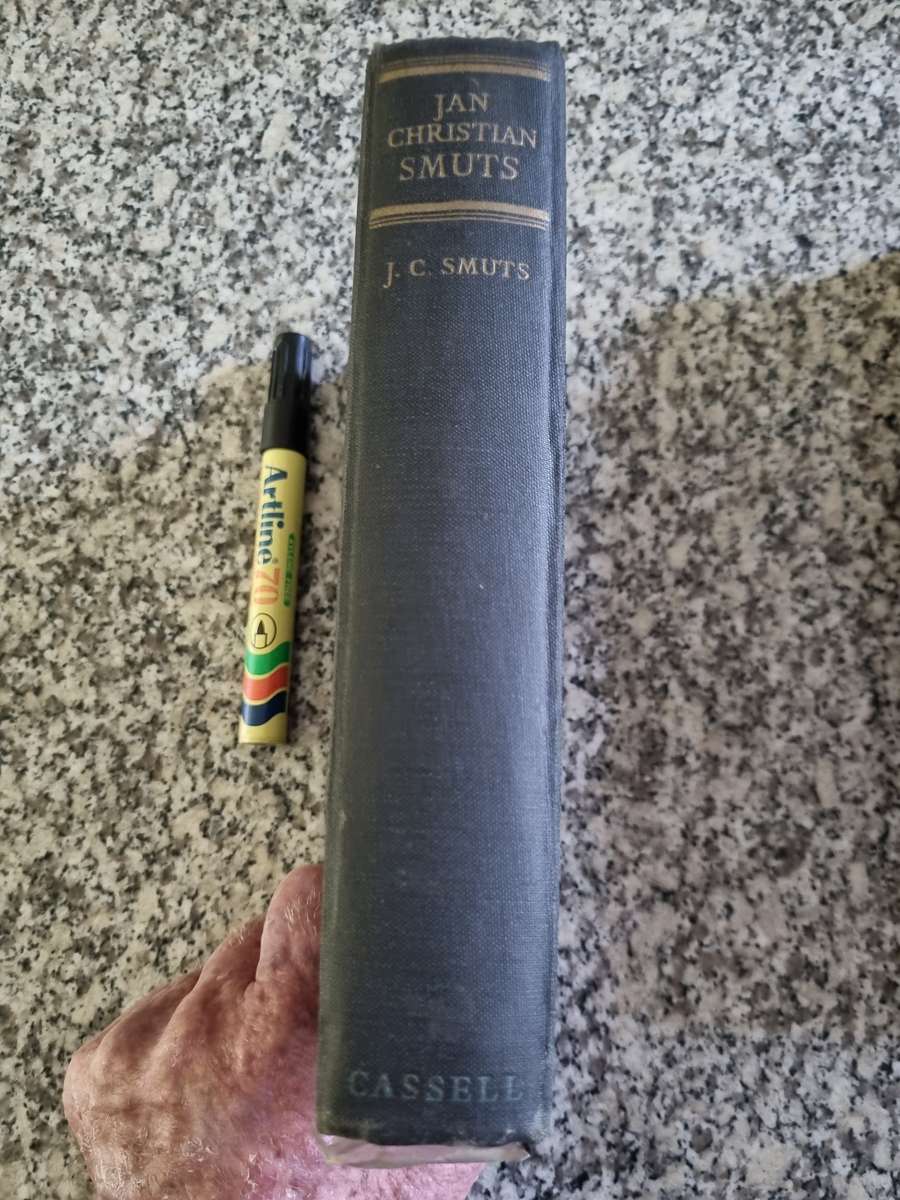 JAN
CHRISTIAN
SMUTS
J. C. SMUTS
CASSELL
Artline 70